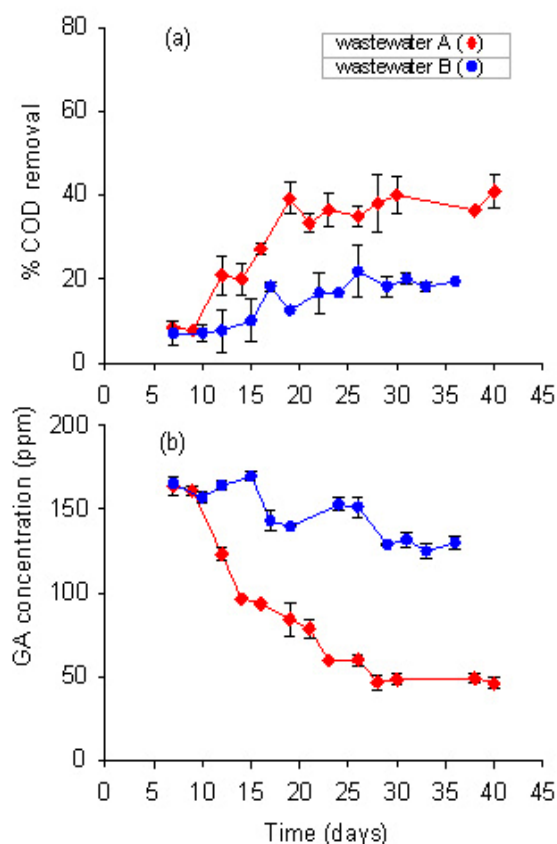 (a)
wastewater A (♦)
wastewater B (●)
% COD removal
80
60
40
20
0
0 5 10 15 20 25 30 35 40 45
(b)
GA concentration (ppm)
200
150
100
50
0
0 5 10 15 20 25 30 35 40 45
Time (days)